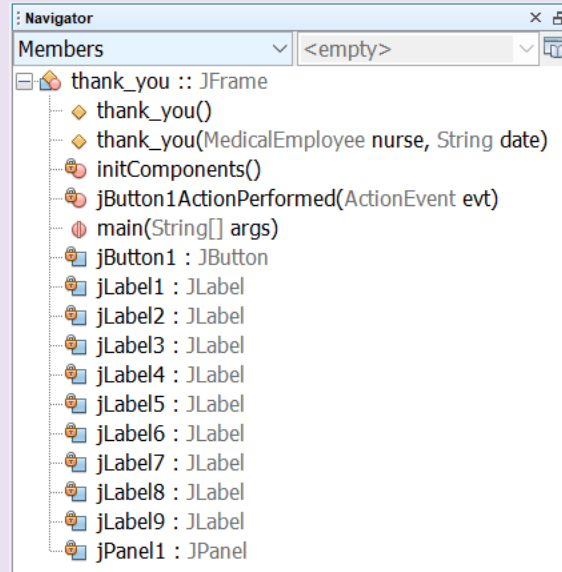 Navigator
Members <empty>
thank_you :: JFrame
thank_you()
thank_you(MedicalEmployee nurse, String date)
initComponents()
jButton1ActionPerformed(ActionEvent evt)
main(String[] args)
jButton1 : JButton
jLabel1 : JLabel
jLabel2 : JLabel
jLabel3 : JLabel
jLabel4 : JLabel
jLabel5 : JLabel
jLabel6 : JLabel
jLabel7 : JLabel
jLabel8 : JLabel
jLabel9 : JLabel
jPanel1 : JPanel